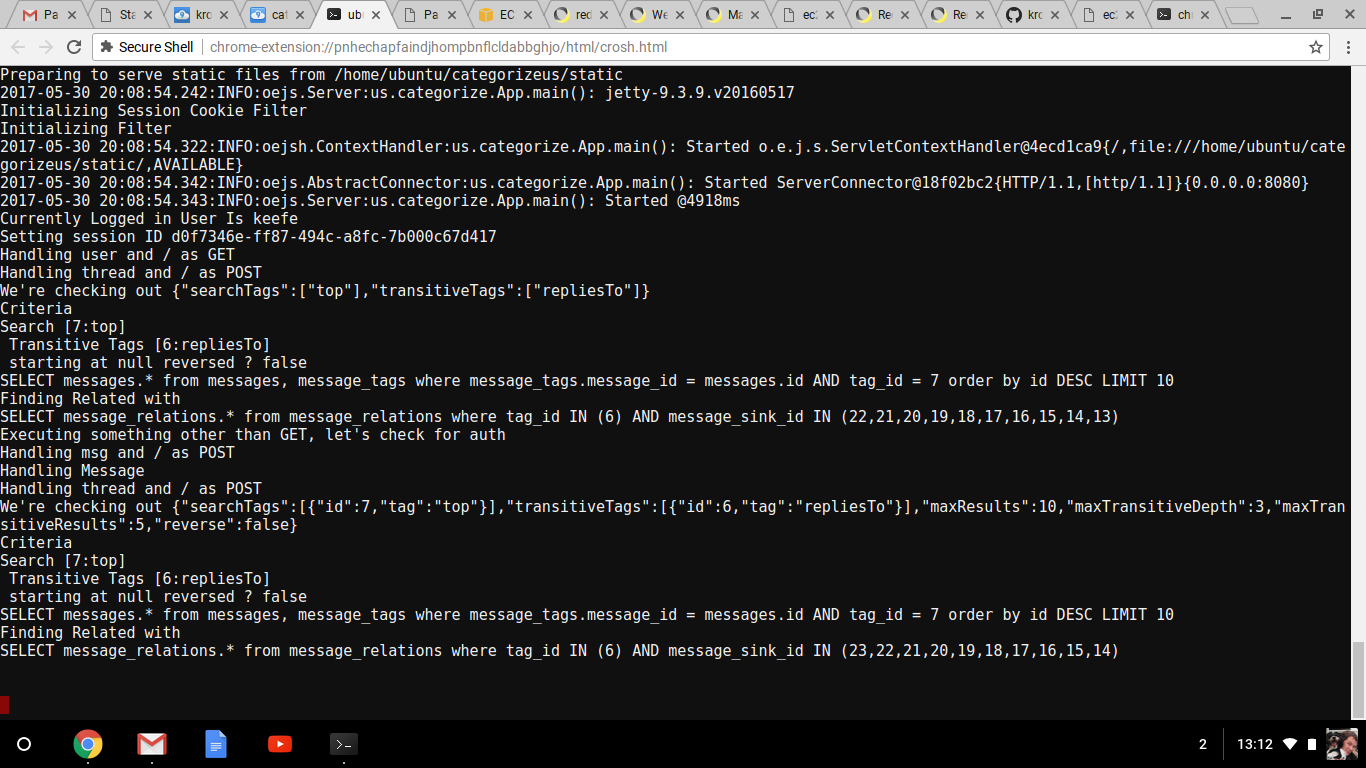 Pa
Sta
kro
cat
ubu
Pa
EC
red
We
Ma
ec2
Re
Re
kro
ec2
chr
Secure Shell
chrome-extension://pnhechapfaindjhompbnflcldabbghjo/html/crosh.html
Preparing to serve static files from /home/ubuntu/categorizeus/static
2017-05-30 20:08:54.242:INFO:oejs.Server:us.categorize.App.main(): jetty-9.3.9.v20160517
Initializing Session Cookie Filter
Initializing Filter
2017-05-30 20:08:54.322:INFO:oejsh.ContextHandler:us.categorize.App.main(): Started o.e.j.s.ServletContextHandler@4ecd1ca9{/,file:///home/ubuntu/cate
gorizeus/static/,AVAILABLE}
2017-05-30 20:08:54.342:INFO:oejs.AbstractConnector:us.categorize.App.main(): Started ServerConnector@18f02bc2{HTTP/1.1,[http/1.1]}{0.0.0.0:8080}
2017-05-30 20:08:54.343:INFO:oejs.Server:us.categorize.App.main(): Started @4918ms
Currently Logged in User Is keefe
Setting session ID d0f7346e-ff87-494c-a8fc-7b000c67d417
Handling user and / as GET
Handling thread and / as POST
We're checking out {"searchTags":["top"],"transitiveTags":["repliesTo"]}
Criteria
Search [7:top]
Transitive Tags [6:repliesTo]
starting at null reversed ? false
SELECT messages.* from messages, message_tags where message_tags.message_id = messages.id AND tag_id = 7 order by id DESC LIMIT 10
Finding Related with
SELECT message_relations.* from message_relations where tag_id IN (6) AND message_sink_id IN (22,21,20,19,18,17,16,15,14,13)
Executing something other than GET, let's check for auth
Handling msg and / as POST
Handling Message
Handling thread and / as POST
We're checking out {"searchTags":[{"id":7,"tag":"top"}],"transitiveTags":[{"id":6,"tag":"repliesTo"}],"maxResults":10,"maxTransitiveDepth":3,"maxTran
sitiveResults":5,"reverse":false}
Criteria
Search [7:top]
Transitive Tags [6:repliesTo]
starting at null reversed ? false
SELECT messages.* from messages, message_tags where message_tags.message_id = messages.id AND tag_id = 7 order by id DESC LIMIT 10
Finding Related with
SELECT message_relations.* from message_relations where tag_id IN (6) AND message_sink_id IN (23,22,21,20,19,18,17,16,15,14)
2
13:12